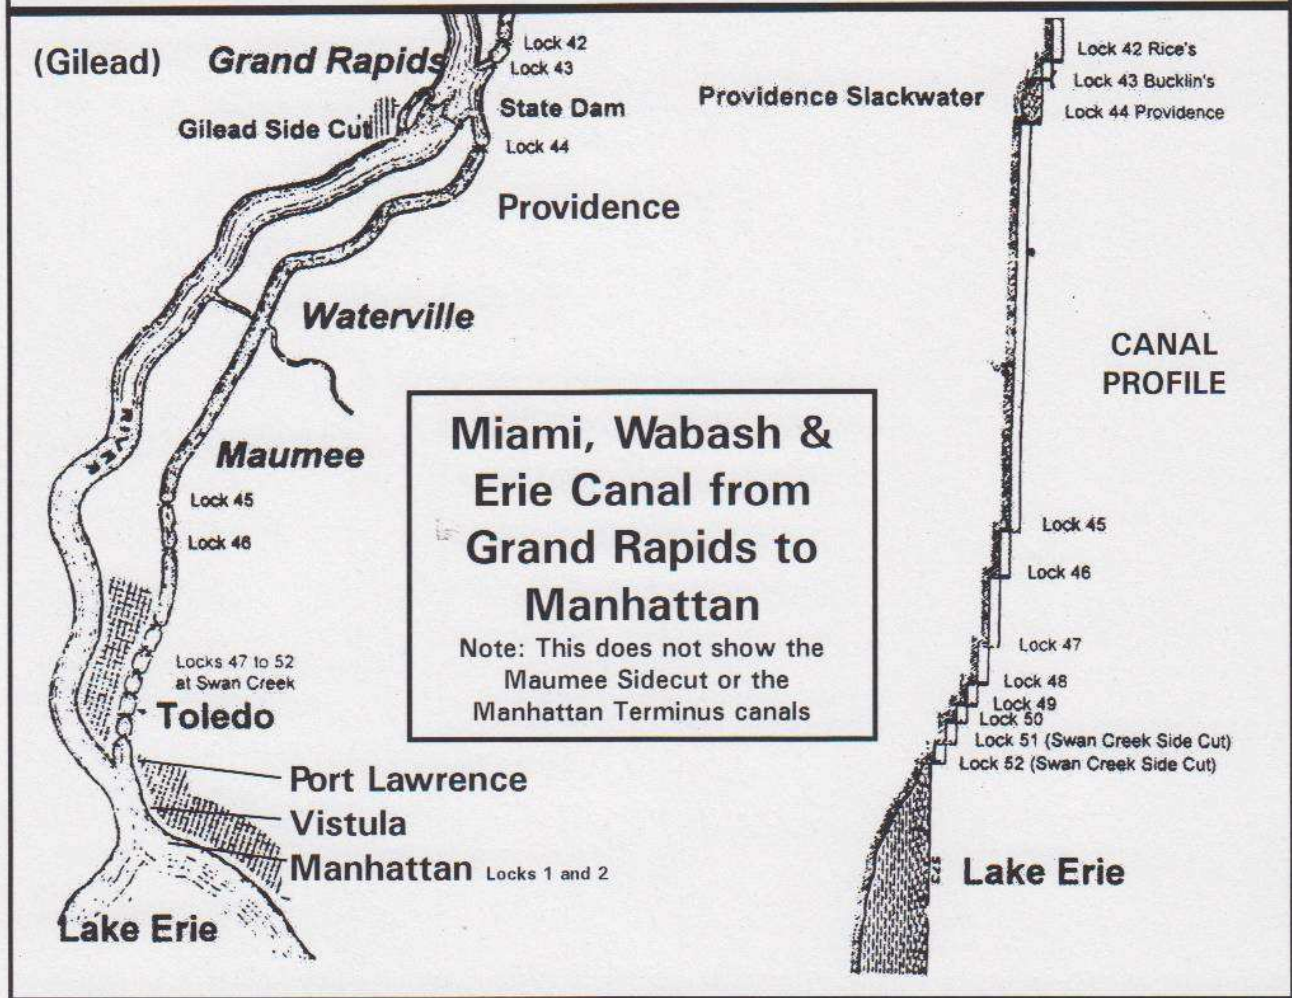 (Gilead)
Grand Rapids
Lock 42
Lock 43
State Dam
Gilead Side Cut
Lock 44
Providence
Waterville
RIVER
Maumee
Lock 45
Lock 46
Locks 47 to 52
at Swan Creek
Toledo
Port Lawrence
Vistula
Manhattan Locks 1 and 2
Lake Erie
Miami, Wabash &
Erie Canal from
Grand Rapids to
Manhattan
Note: This does not show the
Maumee Sidecut or the
Manhattan Terminus canals
Lock 42 Rice's
Lock 43 Bucklin's
Providence Slackwater
Lock 44 Providence
CANAL
PROFILE
Lock 45
Lock 46
Lock 47
Lock 48
Lock 49
Lock 50
Lock 51 (Swan Creek Side Cut)
Lock 52 (Swan Creek Side Cut)
Lake Erie